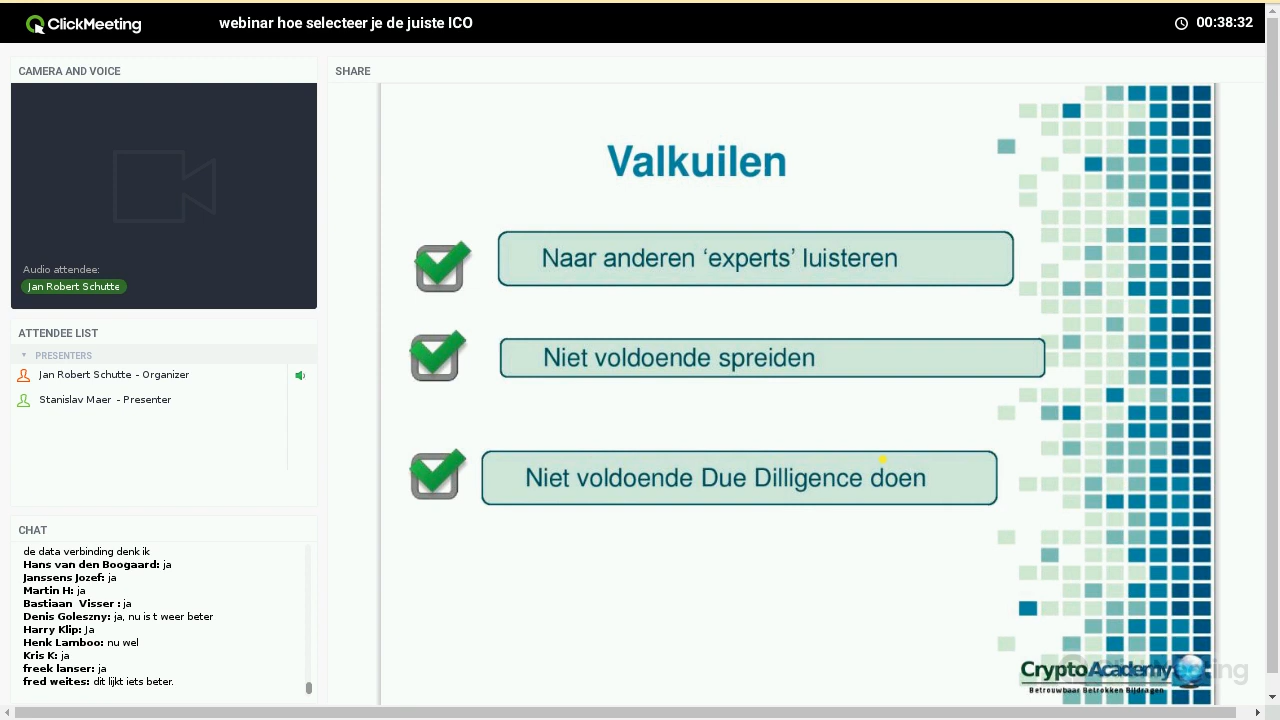 ClickMeeting
webinar hoe selecteer je de juiste ICO
00:38:32
CAMERA AND VOICE
Audio attendee:
Jan Robert Schutte
ATTENDEE LIST
PRESENTERS
Jan Robert Schutte - Organizer
Stanislav Maer - Presenter
CHAT
de data verbinding denk ik
Hans van den Boogaard: ja
Janssens Jozef: ja
Martin H: ja
Bastiaan Visser : ja
Denis Goleszny: ja, nu is t weer beter
Harry Klip: Ja
Henk Lamboo: nu wel
Kris K: ja
freek lanser: ja
fred weites: dit lijkt iets beter.
SHARE
Valkuilen
Naar anderen ‘experts’ luisteren
Niet voldoende spreiden
Niet voldoende Due Dilligence doen
CryptoAcademy
Betrouwbaar Betrokken Bijdragen
ClickMeeting